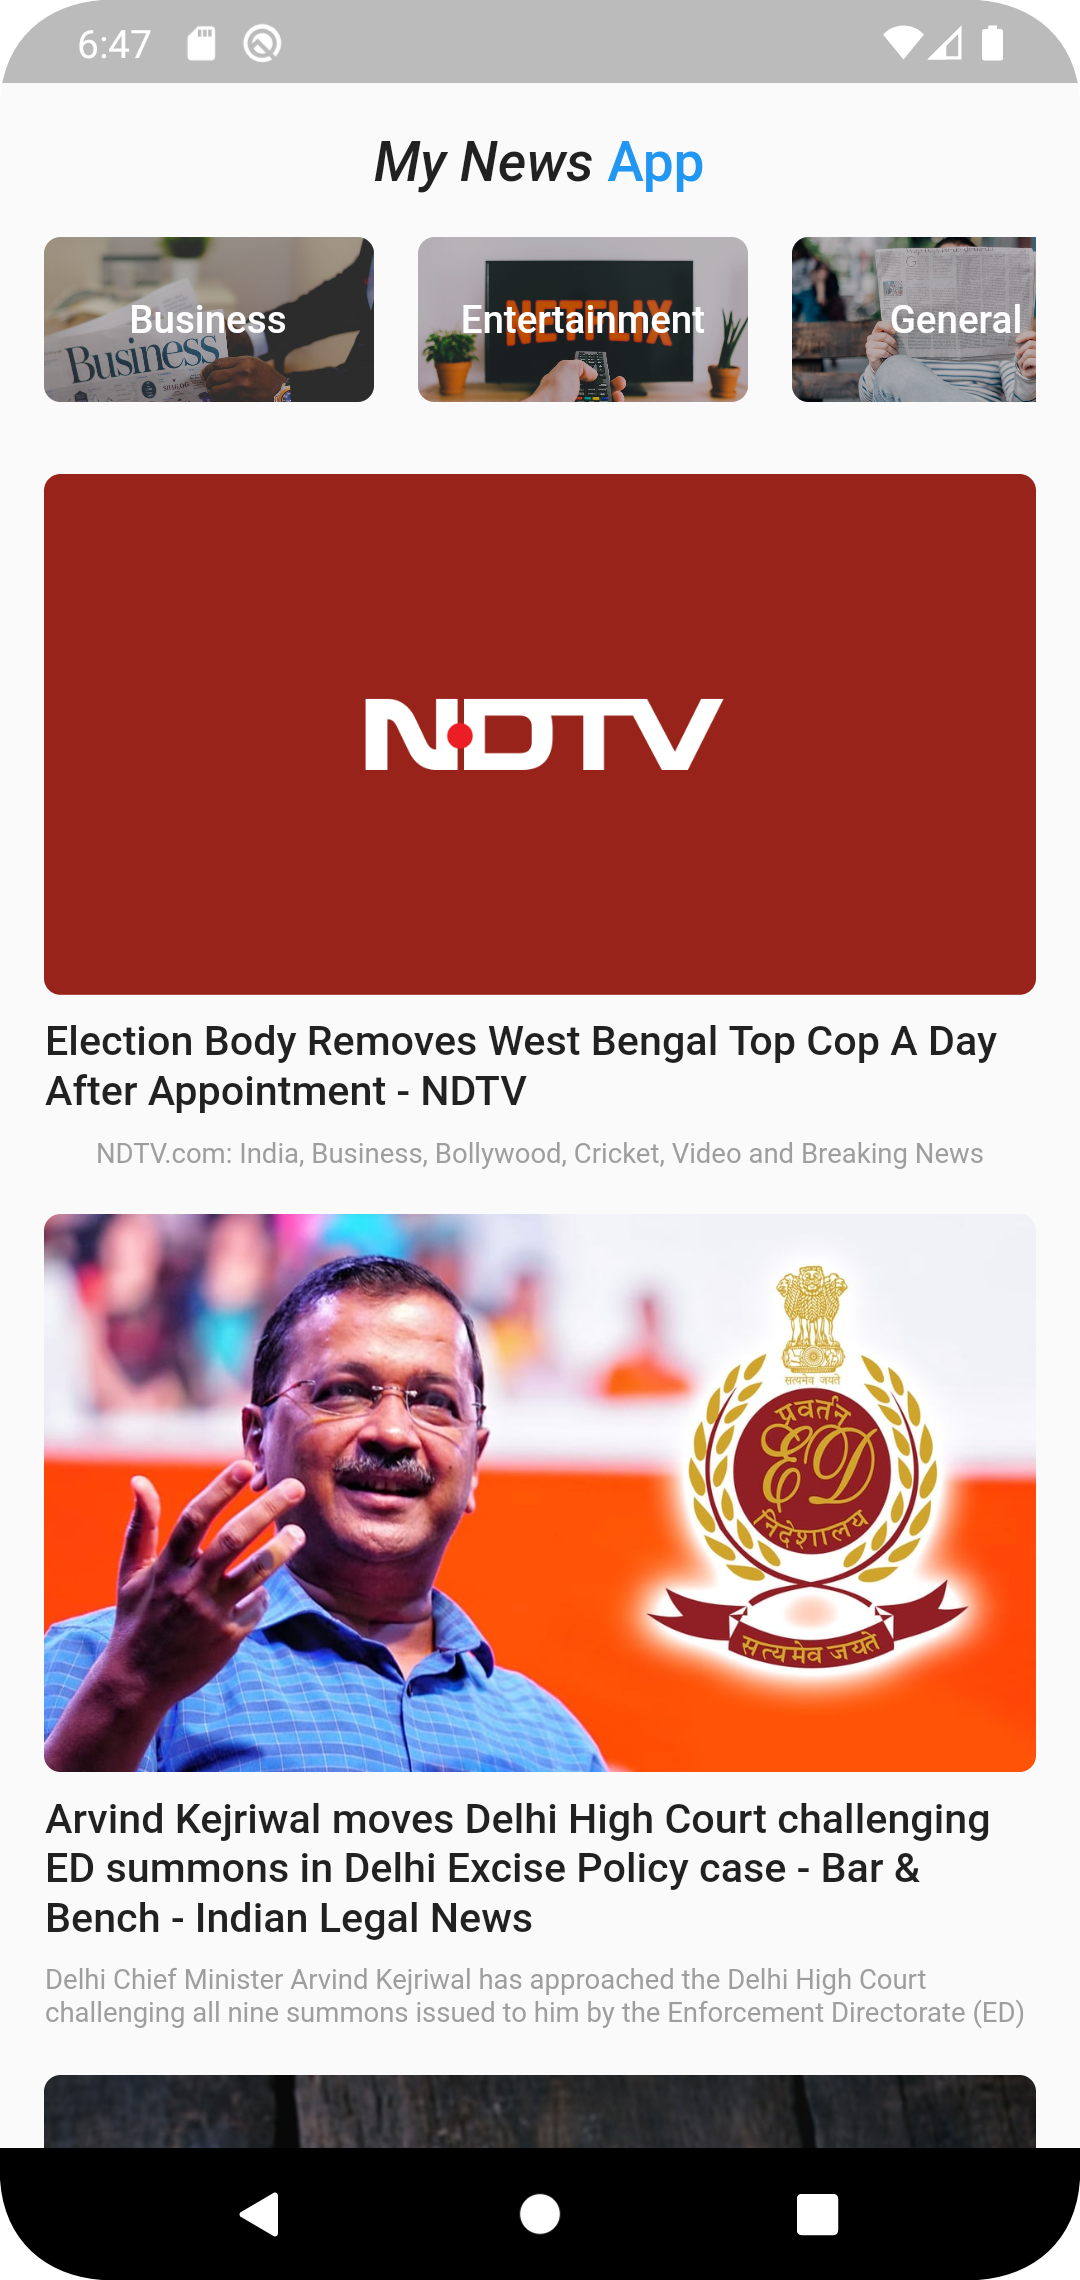 6:47
My News App
Business
Business
NETFLIX
Entertainment
General
NDTV
Election Body Removes West Bengal Top Cop A Day
After Appointment - NDTV
NDTV.com: India, Business, Bollywood, Cricket, Video and Breaking News
सत्यमेव जयते
प्रवर्तन
ED
निदेशालय
सत्यमेव जयते
Arvind Kejriwal moves Delhi High Court challenging
ED summons in Delhi Excise Policy case - Bar &
Bench - Indian Legal News
Delhi Chief Minister Arvind Kejriwal has approached the Delhi High Court
challenging all nine summons issued to him by the Enforcement Directorate (ED)